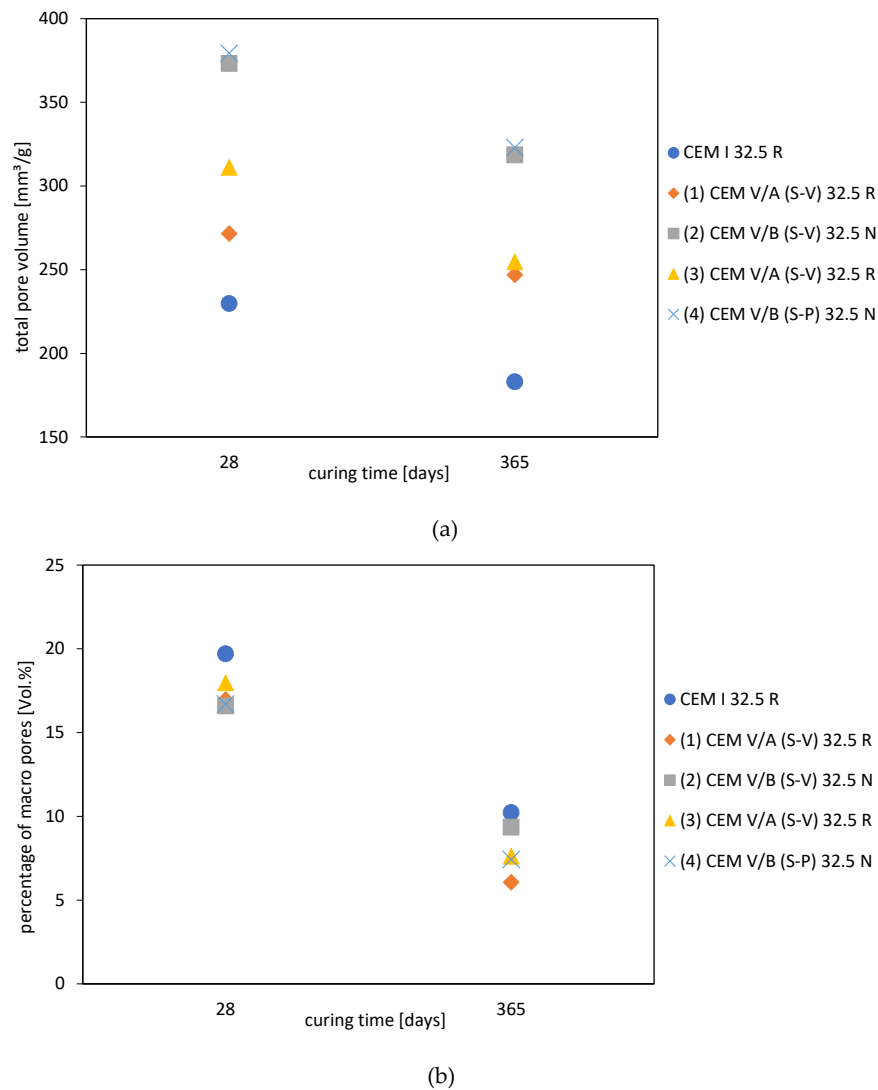 400
350
300
250
200
150
total pore volume [mm³/g]
28
365
curing time [days]
CEM I 32.5 R
(1) CEM V/A (S-V) 32.5 R
(2) CEM V/B (S-V) 32.5 N
(3) CEM V/A (S-V) 32.5 R
(4) CEM V/B (S-P) 32.5 N
(a)
25
20
15
10
5
0
percentage of macro pores [Vol.%]
28
365
curing time [days]
CEM I 32.5 R
(1) CEM V/A (S-V) 32.5 R
(2) CEM V/B (S-V) 32.5 N
(3) CEM V/A (S-V) 32.5 R
(4) CEM V/B (S-P) 32.5 N
(b)